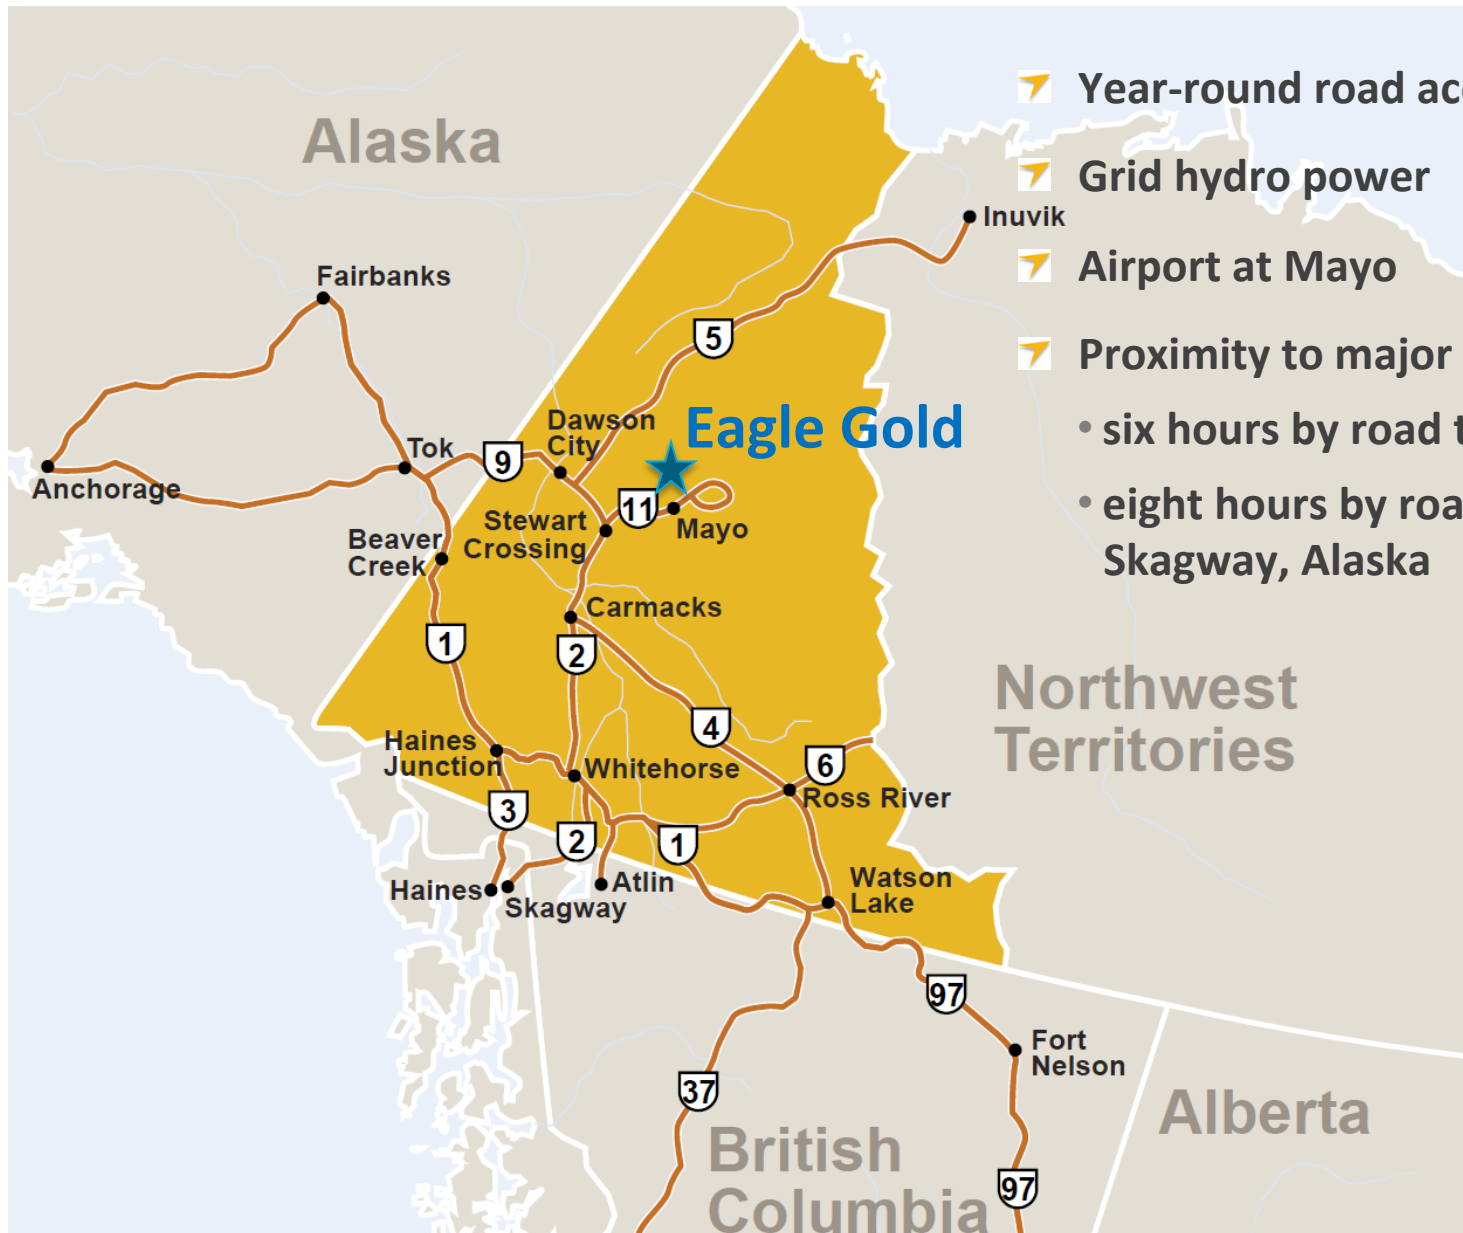 Alaska
Year-round road
Grid hydro power
Inuvik
Airport at Mayo
Fairbanks
5
Proximity to major
Eagle Gold
Dawson
City
six hours by road
Tok
9
Anchorage
11
eight hours by
Skagway, Alaska
Stewart
Crossing
Mayo
Beaver
Creek
Carmacks
1
2
Northwest
Territories
4
Haines
Junction
Whitehorse
6
Ross River
3
2
1
Haines
Skagway
Atlin
Watson
Lake
97
Fort
Nelson
37
Alberta
British
Columbia
97